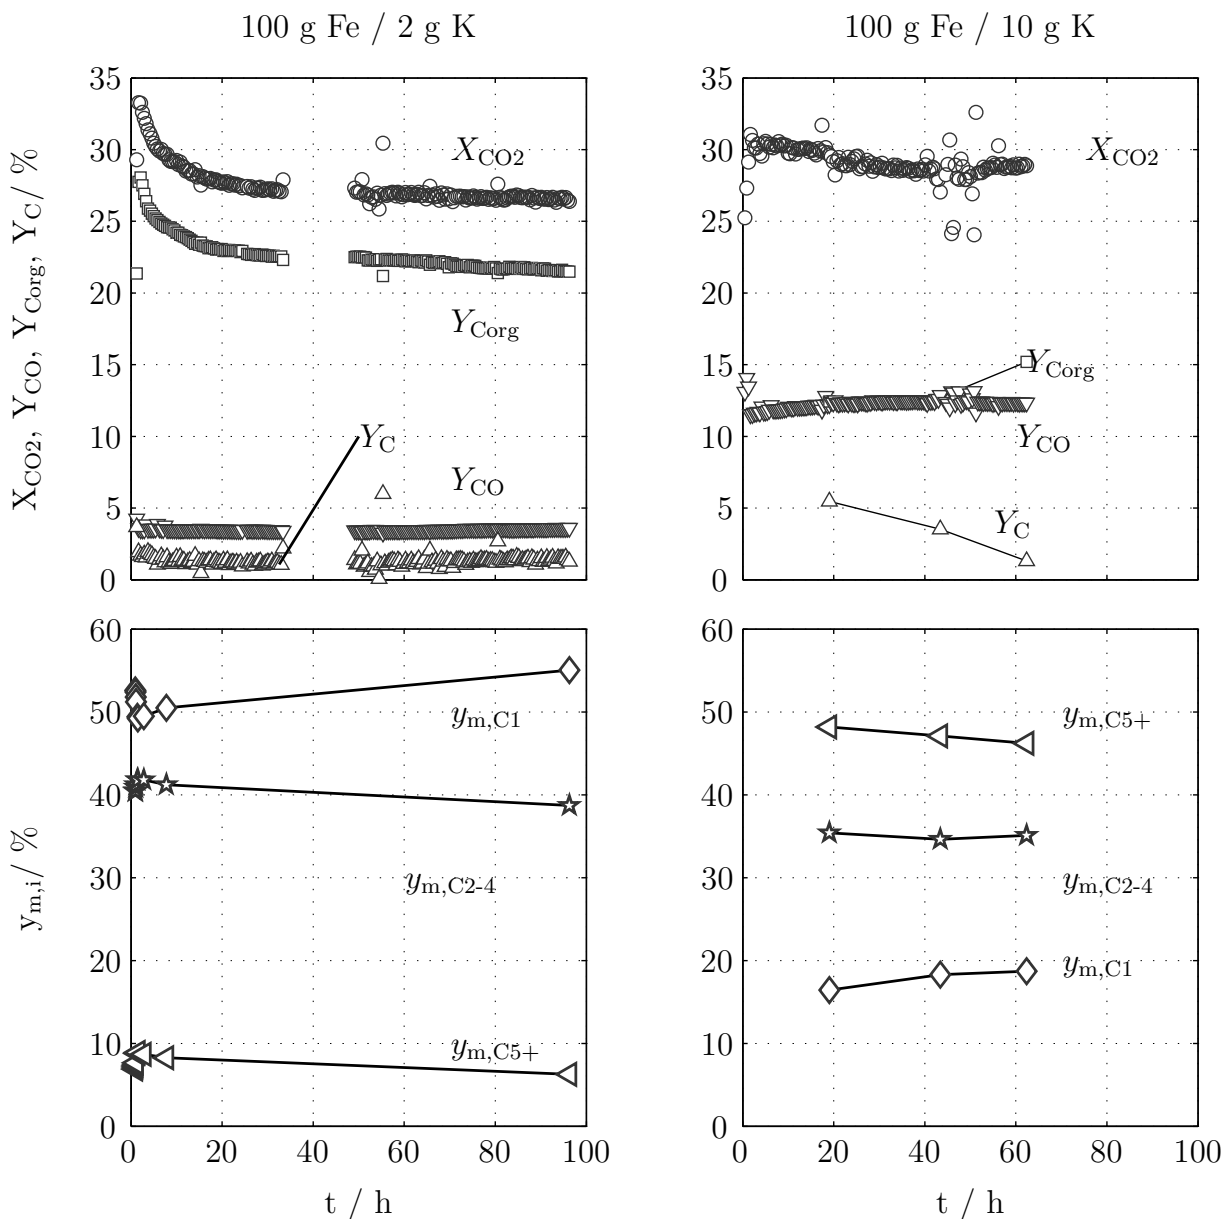 100 g Fe / 2 g K
100 g Fe / 10 g K
X_CO2, Y_CO, Y_Corg, Y_C/ %
35
30
25
20
15
10
5
0
X_CO2
Y_Corg
Y_C
Y_CO
35
30
25
20
15
10
5
0
X_CO2
Y_Corg
Y_CO
Y_C
y_m,i/ %
60
50
40
30
20
10
0
y_m,C1
y_m,C2-4
y_m,C5+
0 20 40 60 80 100
t / h
60
50
40
30
20
10
0
y_m,C5+
y_m,C2-4
y_m,C1
0 20 40 60 80 100
t / h